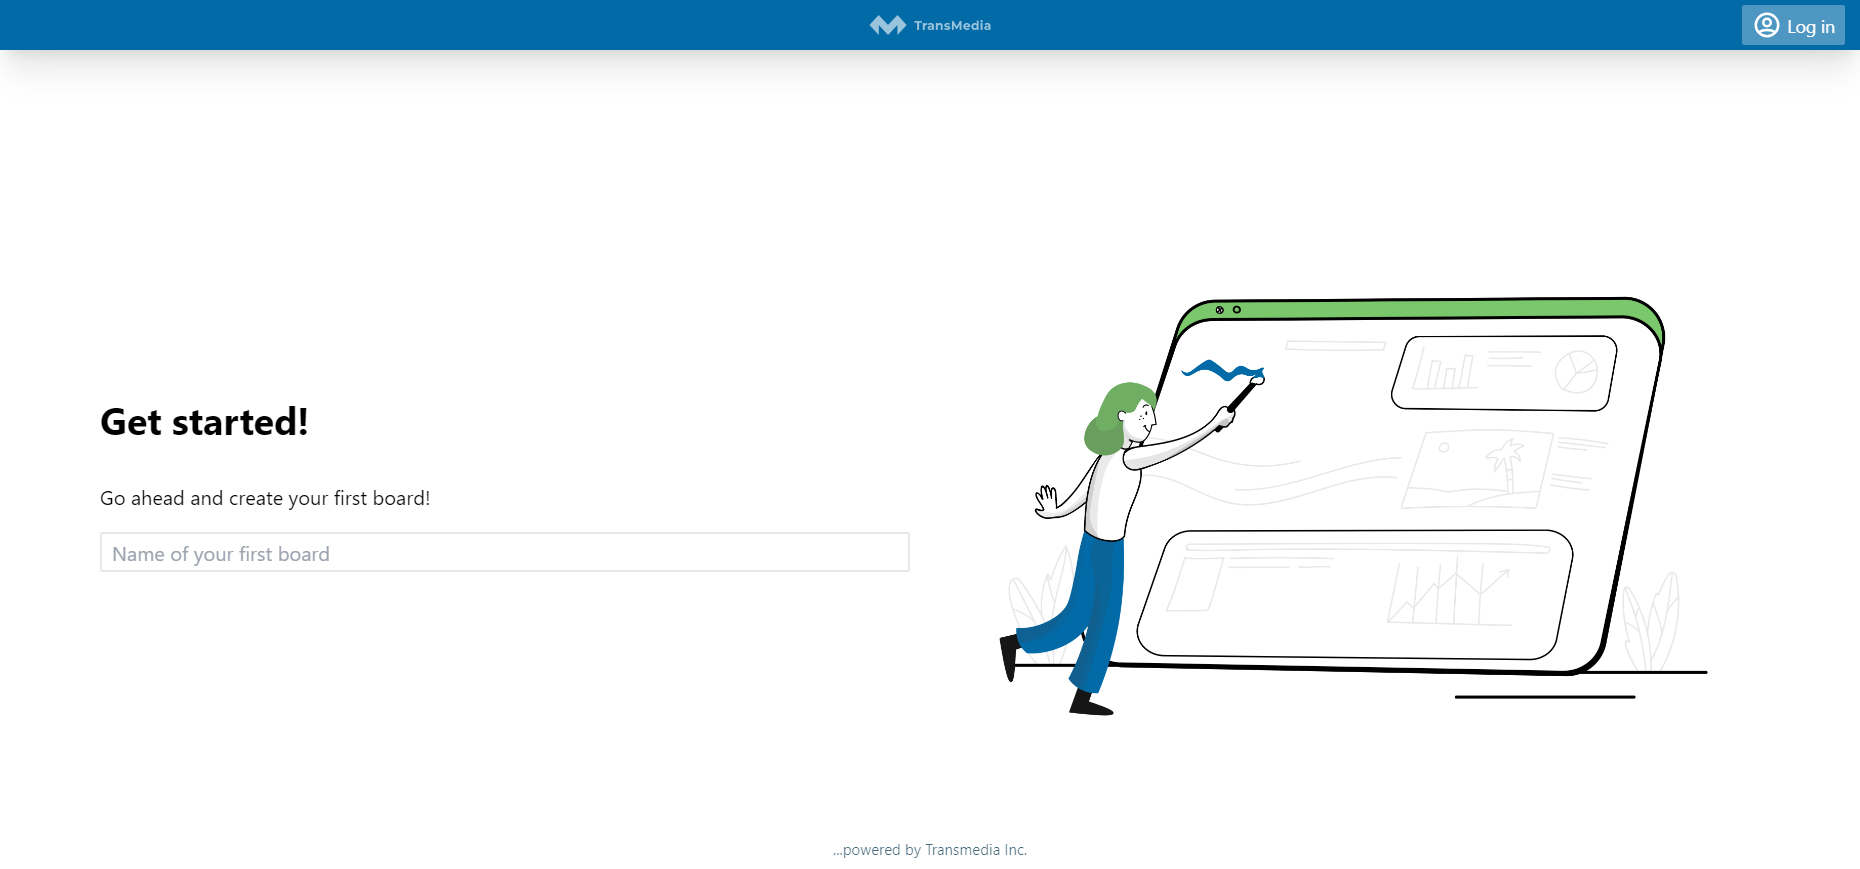 TransMedia
Log in
Get started!
Go ahead and create your first board!
Name of your first board
...powered by Transmedia Inc.